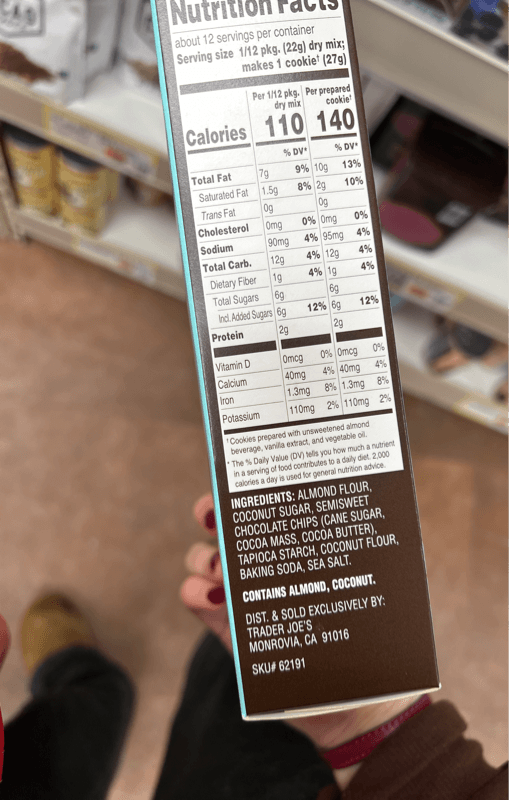 Nutrition Facts
about 12 servings per container
Serving size 1/12 pkg. (22g) dry mix;
makes 1 cookie† (27g)
Per 1/12 pkg. dry mix Per prepared cookie†
Calories 110 140
% DV* % DV*
Total Fat 7g 9% 10g 13%
Saturated Fat 1.5g 8% 2g 10%
Trans Fat 0g 0g
Cholesterol 0mg 0% 0mg 0%
Sodium 90mg 4% 95mg 4%
Total Carb. 12g 4% 12g 4%
Dietary Fiber 1g 4% 1g 4%
Total Sugars 6g 6g
Incl. Added Sugars 6g 12% 6g 12%
Protein 2g 2g
Vitamin D 0mcg 0% 0mcg 0%
Calcium 40mg 4% 40mg 4%
Iron 1.3mg 8% 1.3mg 8%
Potassium 110mg 2% 110mg 2%
† Cookies prepared with unsweetened almond
beverage, vanilla extract, and vegetable oil.
* The % Daily Value (DV) tells you how much a nutrient
in a serving of food contributes to a daily diet. 2,000
calories a day is used for general nutrition advice.
INGREDIENTS: ALMOND FLOUR,
COCONUT SUGAR, SEMISWEET
CHOCOLATE CHIPS (CANE SUGAR,
COCOA MASS, COCOA BUTTER),
TAPIOCA STARCH, COCONUT FLOUR,
BAKING SODA, SEA SALT.
CONTAINS ALMOND, COCONUT.
DIST. & SOLD EXCLUSIVELY BY:
TRADER JOE'S
MONROVIA, CA 91016
SKU# 62191